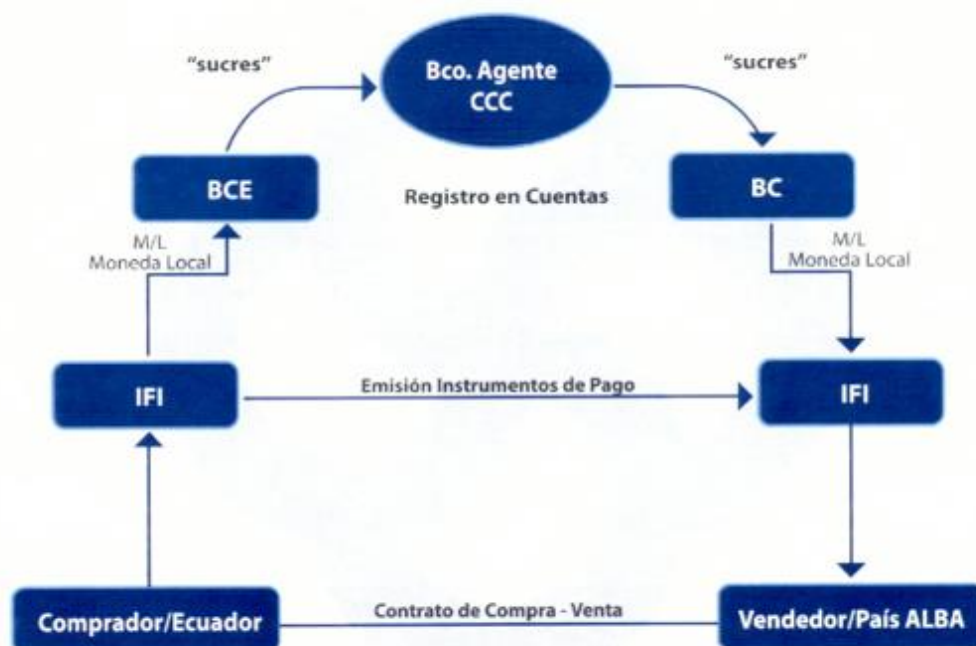 “sucres”
Bco. Agente
CCC
“sucres”
BCE
Registro en Cuentas
BC
M/L
Moneda Local
M/L
Moneda Local
IFI
Emisión Instrumentos de Pago
IFI
Comprador/Ecuador
Contrato de Compra - Venta
Vendedor/País ALBA